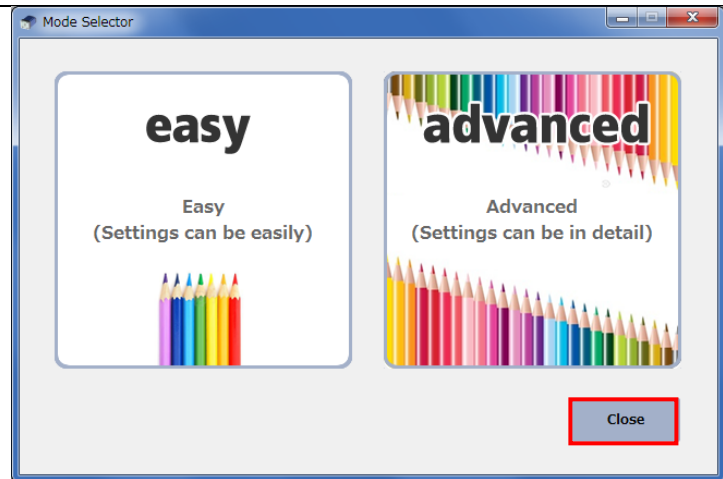 Mode Selector
easy
Easy
(Settings can be easily)
advanced
Advanced
(Settings can be in detail)
Close